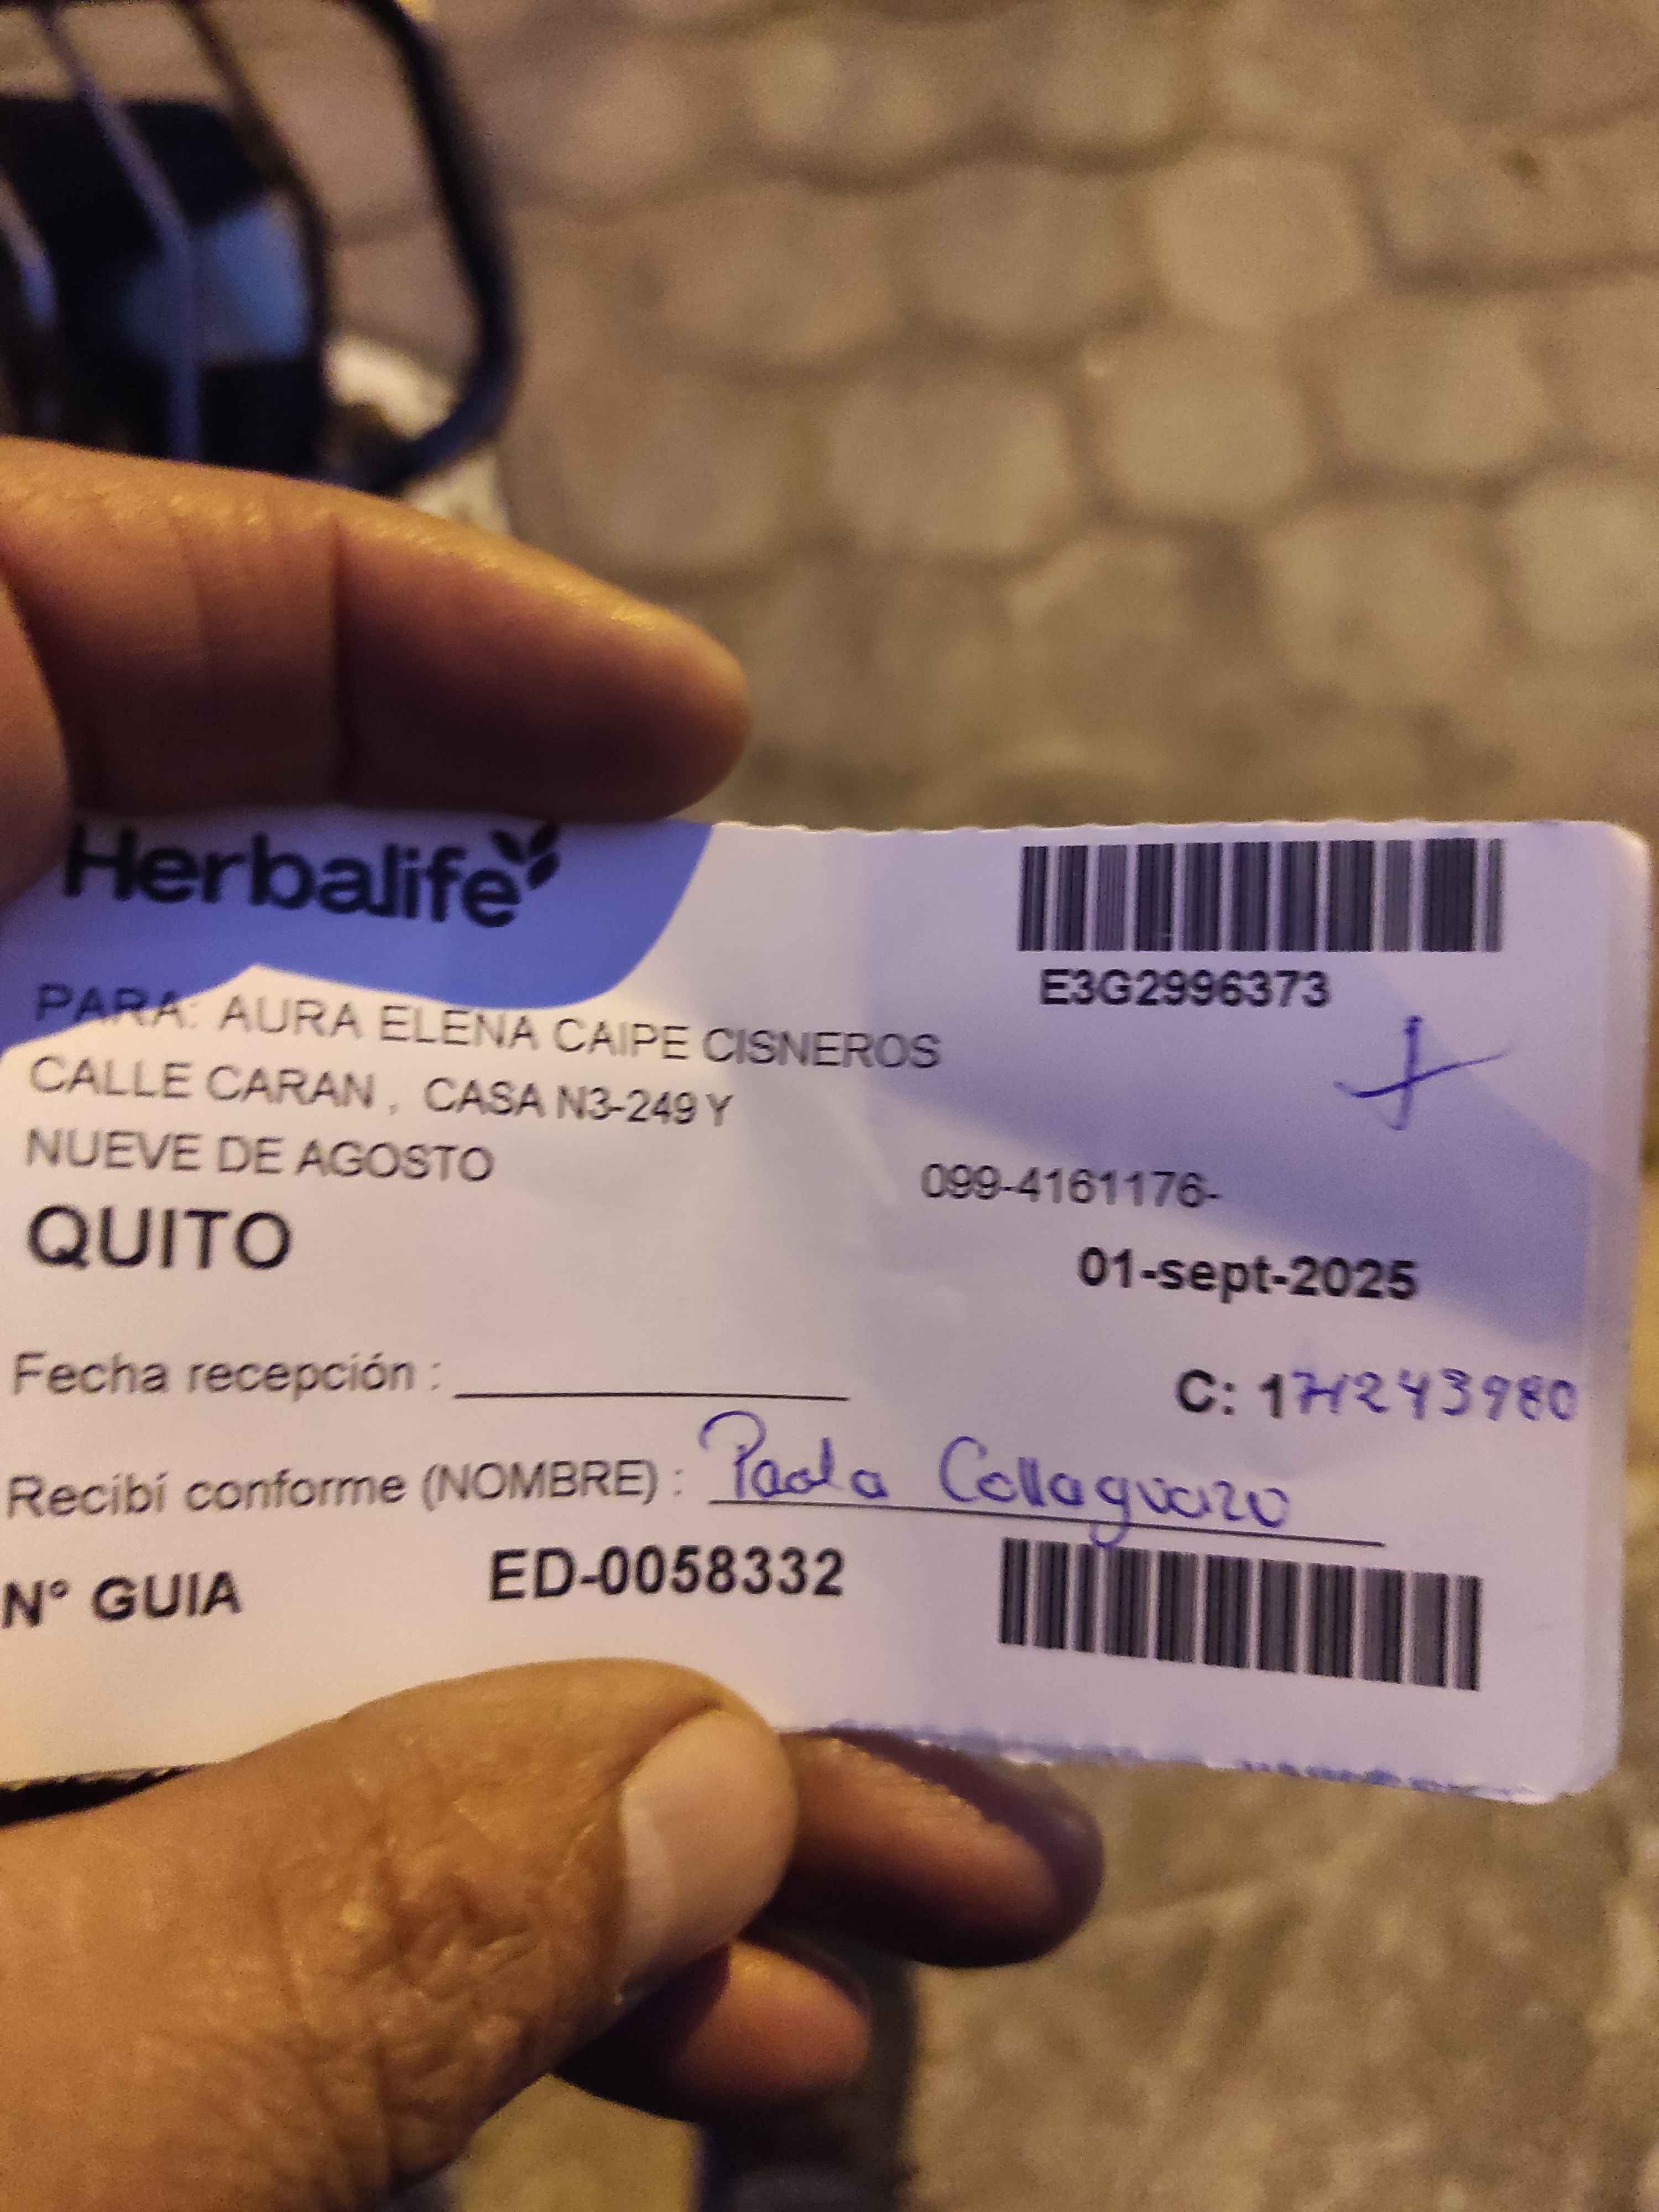 Herbalife
E3G2996373
PARA: AURA ELENA CAIPE CISNEROS
CALLE CARAN , CASA N3-249 Y
NUEVE DE AGOSTO
099-4161176-
QUITO
01-sept-2025
Fecha recepción :
C: 171243980
Recibí conforme (NOMBRE) : Paola Collaguazo
N° GUIA ED-0058332